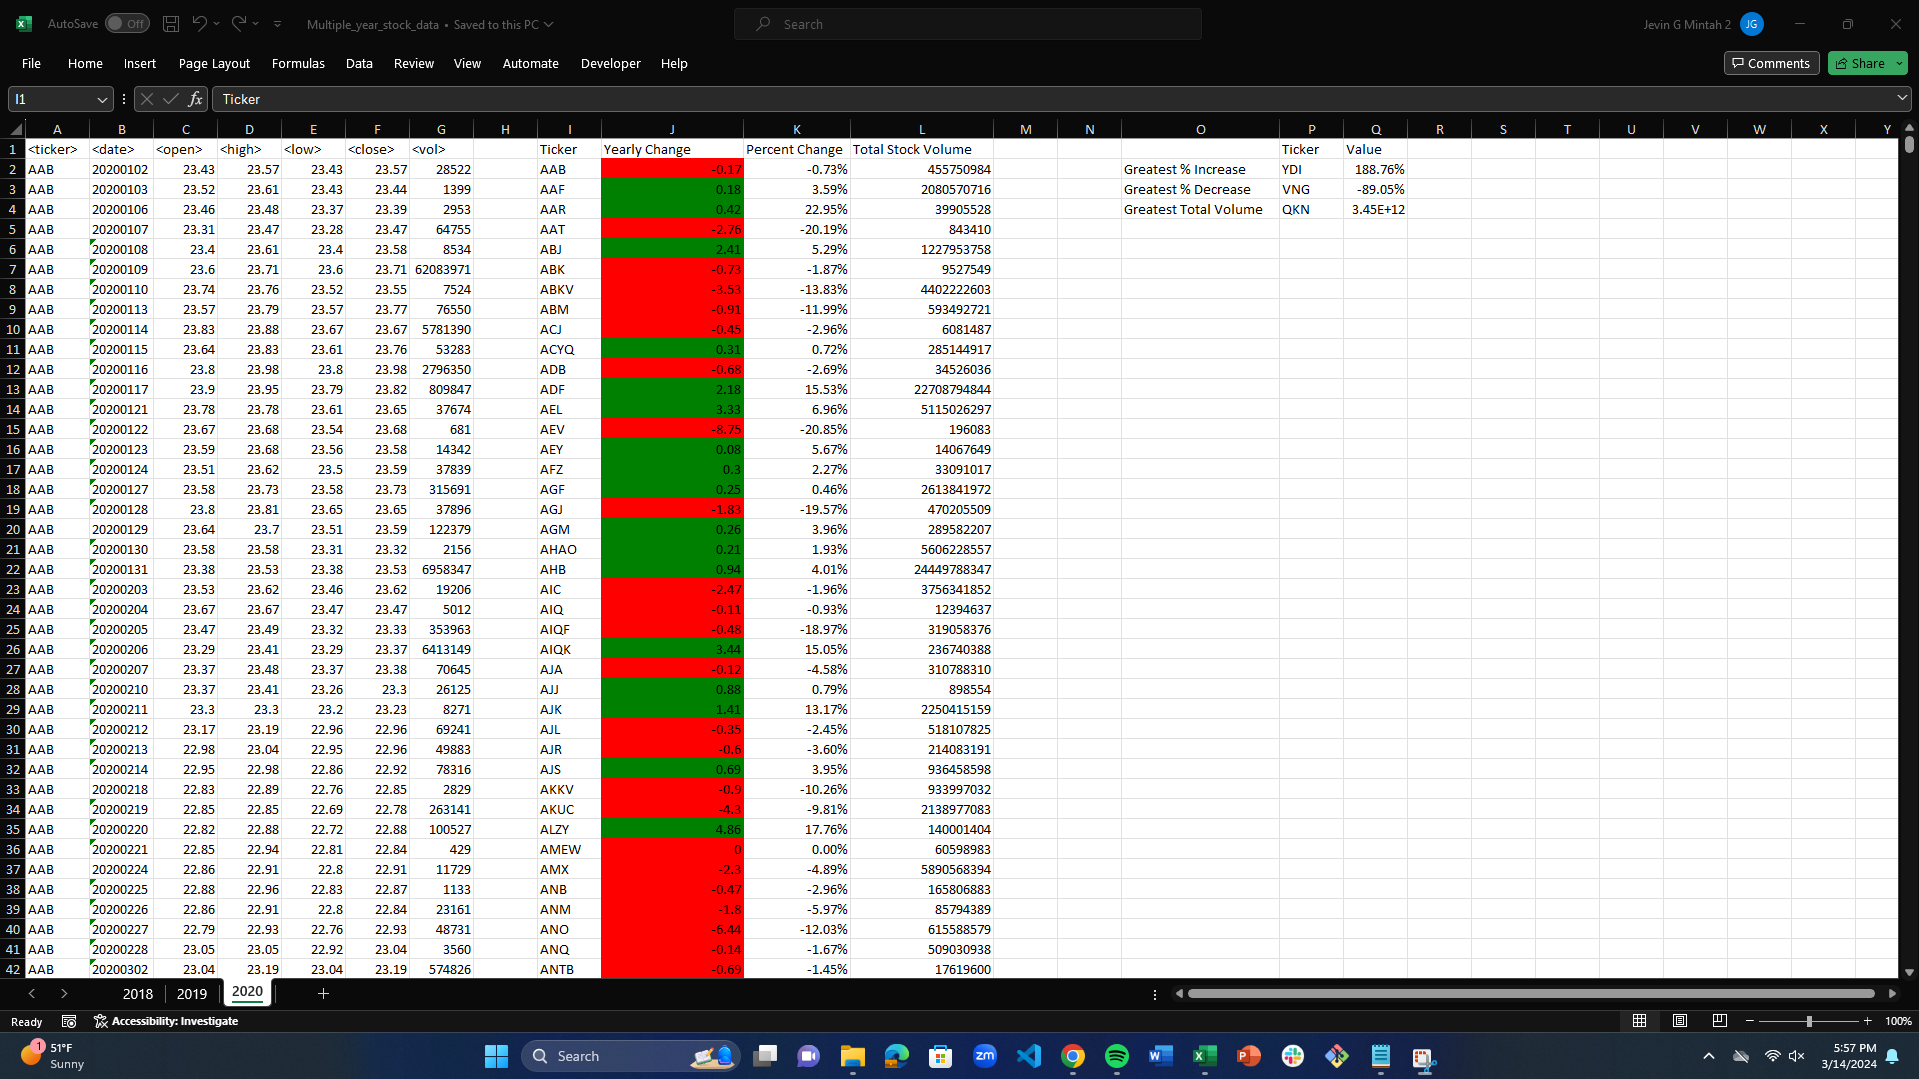 AutoSave Off Multiple_year_stock_data • Saved to this PC Search Jevin G Mintah 2 JG
File Home Insert Page Layout Formulas Data Review View Automate Developer Help Comments Share
I1 fx Ticker
A B C D E F G H I J K L M N O P Q R S T U V W X Y
1 <ticker> <date> <open> <high> <low> <close> <vol> Ticker Yearly Change Percent Change Total Stock Volume Ticker Value
2 AAB 20200102 23.43 23.57 23.43 23.57 28522 AAB -0.17 -0.73% 455750984 Greatest % Increase YDI 188.76%
3 AAB 20200103 23.52 23.61 23.43 23.44 1399 AAF 0.18 3.59% 2080570716 Greatest % Decrease VNG -89.05%
4 AAB 20200106 23.46 23.48 23.37 23.39 2953 AAR 0.42 22.95% 39905528 Greatest Total Volume QKN 3.45E+12
5 AAB 20200107 23.31 23.47 23.28 23.47 64755 AAT -2.76 -20.19% 843410
6 AAB 20200108 23.4 23.61 23.4 23.58 8534 ABJ 2.41 5.29% 1227953758
7 AAB 20200109 23.6 23.71 23.6 23.71 62083971 ABK -0.73 -1.87% 9527549
8 AAB 20200110 23.74 23.76 23.52 23.55 7524 ABKV -3.53 -13.83% 4402222603
9 AAB 20200113 23.57 23.79 23.57 23.77 76550 ABM -0.91 -11.99% 593492721
10 AAB 20200114 23.83 23.88 23.67 23.67 5781390 ACJ -0.45 -2.96% 6081487
11 AAB 20200115 23.64 23.83 23.61 23.76 53283 ACYQ 0.31 0.72% 285144917
12 AAB 20200116 23.8 23.98 23.8 23.98 2796350 ADB -0.68 -2.69% 34526036
13 AAB 20200117 23.9 23.95 23.79 23.82 809847 ADF 2.18 15.53% 22708794844
14 AAB 20200121 23.78 23.78 23.61 23.65 37674 AEL 3.33 6.96% 5115026297
15 AAB 20200122 23.67 23.68 23.54 23.68 681 AEV -8.75 -20.85% 196083
16 AAB 20200123 23.59 23.68 23.56 23.58 14342 AEY 0.08 5.67% 14067649
17 AAB 20200124 23.51 23.62 23.5 23.59 37839 AFZ 0.3 2.27% 33091017
18 AAB 20200127 23.58 23.73 23.58 23.73 315691 AGF 0.25 0.46% 2613841972
19 AAB 20200128 23.8 23.81 23.65 23.65 37896 AGJ -1.83 -19.57% 470205509
20 AAB 20200129 23.64 23.7 23.51 23.59 122379 AGM 0.26 3.96% 289582207
21 AAB 20200130 23.58 23.58 23.31 23.32 2156 AHAO 0.21 1.93% 5606228557
22 AAB 20200131 23.38 23.53 23.38 23.53 6958347 AHB 0.94 4.01% 24449788347
23 AAB 20200203 23.53 23.62 23.46 23.62 19206 AIC -2.47 -1.96% 3756341852
24 AAB 20200204 23.67 23.67 23.47 23.47 5012 AIQ -0.11 -0.93% 12394637
25 AAB 20200205 23.47 23.49 23.32 23.33 353963 AIQF -0.48 -18.97% 319058376
26 AAB 20200206 23.29 23.41 23.29 23.37 6413149 AIQK 3.44 15.05% 236740388
27 AAB 20200207 23.37 23.48 23.37 23.38 70645 AJA -0.12 -4.58% 310788310
28 AAB 20200210 23.37 23.41 23.26 23.3 26125 AJJ 0.88 0.79% 898554
29 AAB 20200211 23.3 23.3 23.2 23.23 8271 AJK 1.41 13.17% 2250415159
30 AAB 20200212 23.17 23.19 22.96 22.96 69241 AJL -0.35 -2.45% 518107825
31 AAB 20200213 22.98 23.04 22.95 22.96 49883 AJR -0.6 -3.60% 214083191
32 AAB 20200214 22.95 22.98 22.86 22.92 78316 AJS 0.69 3.95% 936458598
33 AAB 20200218 22.83 22.89 22.76 22.85 2829 AKKV -0.9 -10.26% 933997032
34 AAB 20200219 22.85 22.85 22.69 22.78 263141 AKUC -4.3 -9.81% 2138977083
35 AAB 20200220 22.82 22.88 22.72 22.88 100527 ALZY 4.86 17.76% 140001404
36 AAB 20200221 22.85 22.94 22.81 22.84 429 AMEW 0 0.00% 60598983
37 AAB 20200224 22.86 22.91 22.8 22.91 11729 AMX -2.3 -4.89% 5890568394
38 AAB 20200225 22.88 22.96 22.83 22.87 1133 ANB -0.47 -2.96% 165806883
39 AAB 20200226 22.86 22.91 22.8 22.84 23161 ANM -1.8 -5.97% 85794389
40 AAB 20200227 22.79 22.93 22.76 22.93 48731 ANO -6.44 -12.03% 615588579
41 AAB 20200228 23.05 23.05 22.92 23.04 3560 ANQ -0.14 -1.67% 509030938
42 AAB 20200302 23.04 23.19 23.04 23.19 574826 ANTB -0.69 -1.45% 17619600
2018 2019 2020
Ready Accessibility: Investigate 100%
1 51°F
Sunny
Search zm
5:57 PM
3/14/2024